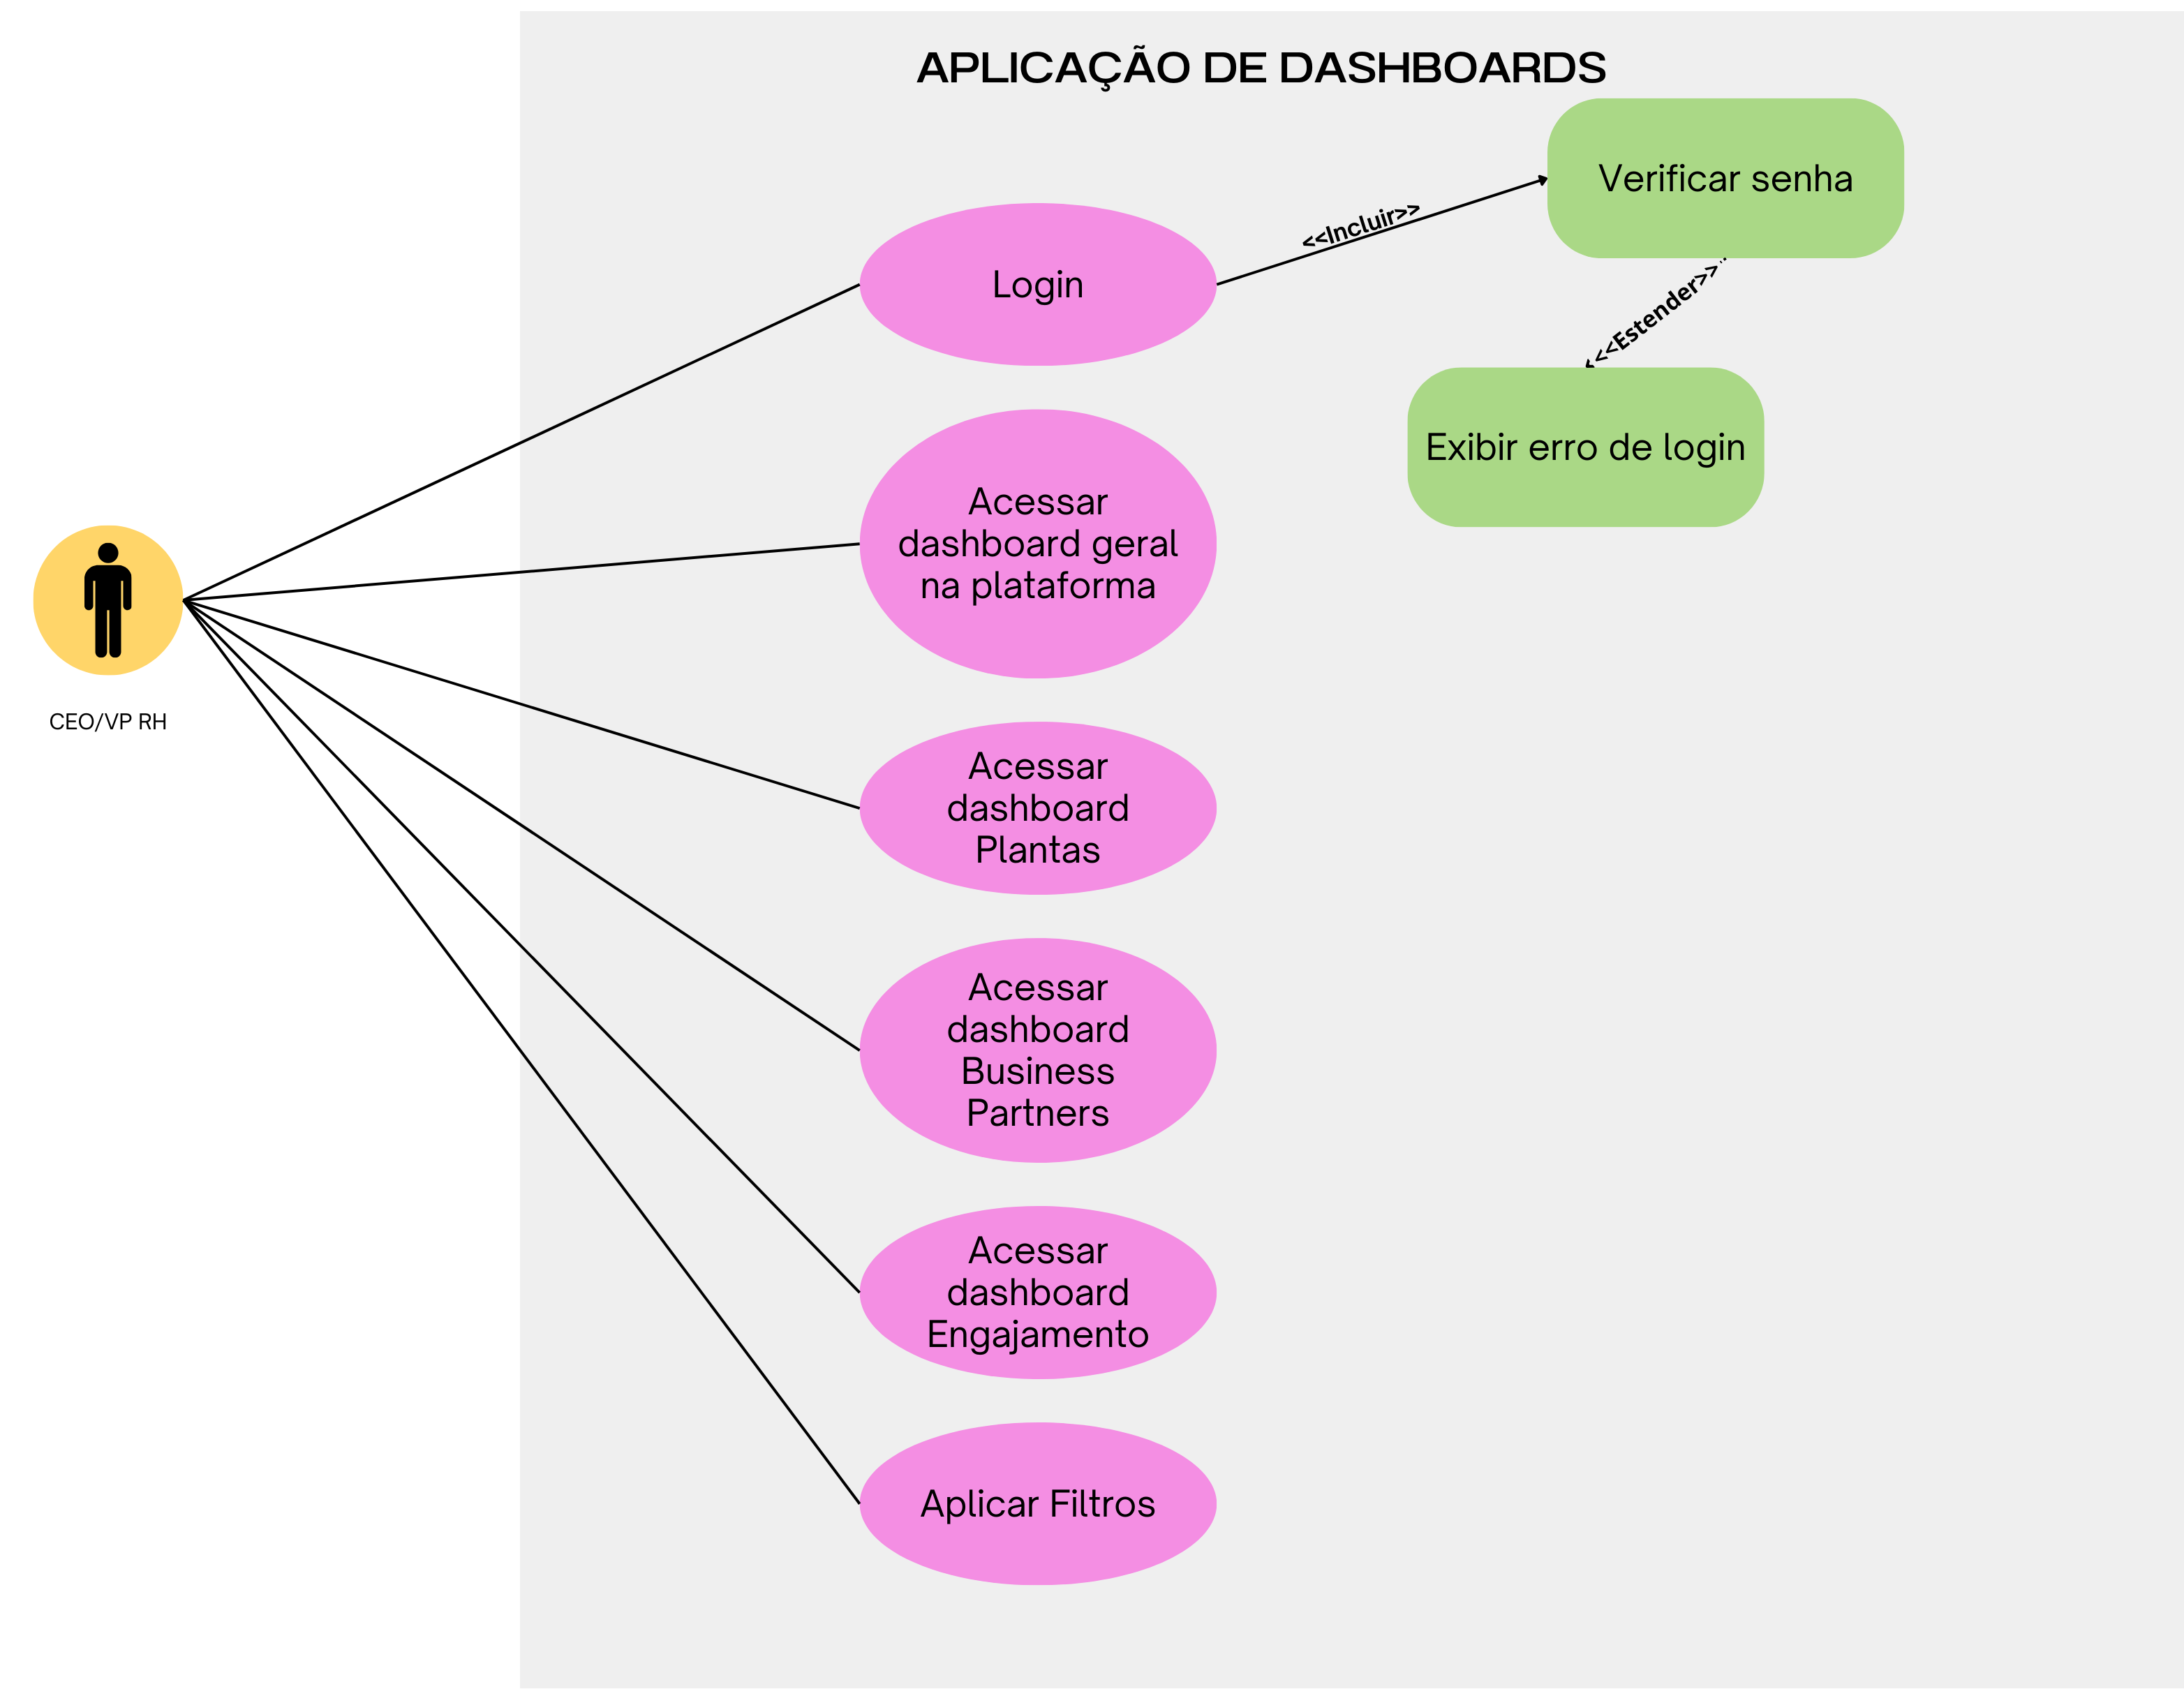 APLICAÇÃO DE DASHBOARDS
Verificar senha
<<Incluir>>
Login
<<Estender>>
Exibir erro de login
Acessar
dashboard geral
na plataforma
CEO/VP RH
Acessar
dashboard
Plantas
Acessar
dashboard
Business
Partners
Acessar
dashboard
Engajamento
Aplicar Filtros